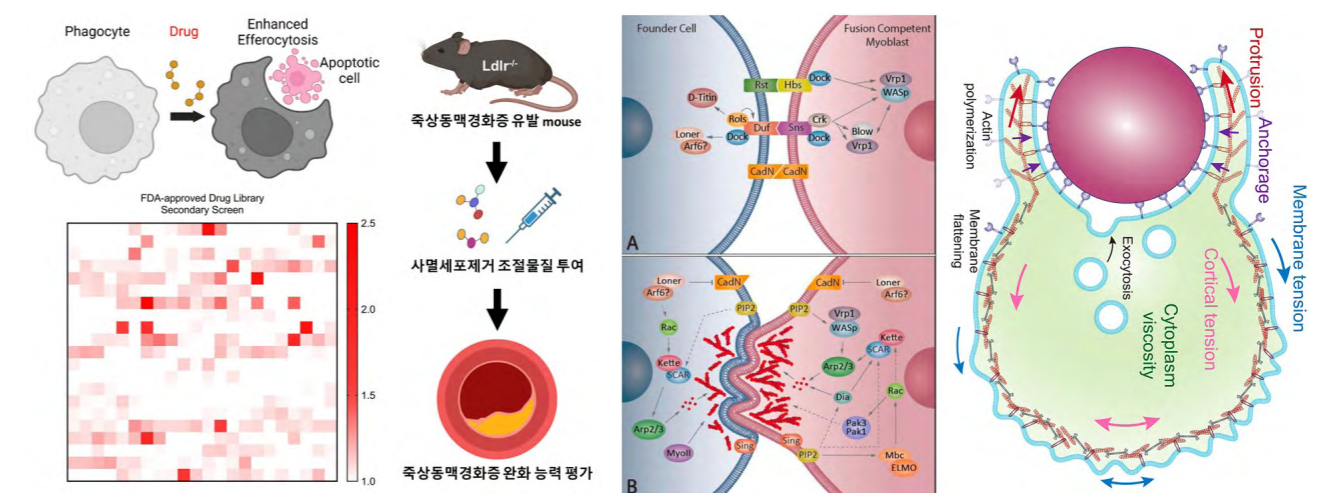 Phagocyte
Drug
Enhanced
Efferocytosis
Apoptotic
cell
FDA-approved Drug Library
Secondary Screen
2.5
2.0
1.5
1.0
Ldlr-/-
죽상동맥경화증 유발 mouse
사멸세포제거 조절물질 투여
죽상동맥경화증 완화 능력 평가
Founder Cell
Fusion Competent
Myoblast
Rst
Hbs
Dock
Vrp1
WASp
D-Titin
Rols
Duf
Sns
Crk
Dock
Loner
Arf6?
Dock
Blow
Vrp1
CadN
CadN
A
Loner
Arf6?
CadN
CadN
Loner
Arf6?
PIP2
PIP2
Vrp1
WASp
Rac
Kette
SCAR
Kette
SCAR
Arp2/3
Dia
Rac
Arp2/3
Pak3
Pak1
MyoII
Sing
Sing
PIP2
Mbc
ELMO
B
Protrusion
Actin
polymerization
Anchorage
Membrane
flattening
Exocytosis
Membrane tension
Cortical tension
Cytoplasm
viscosity